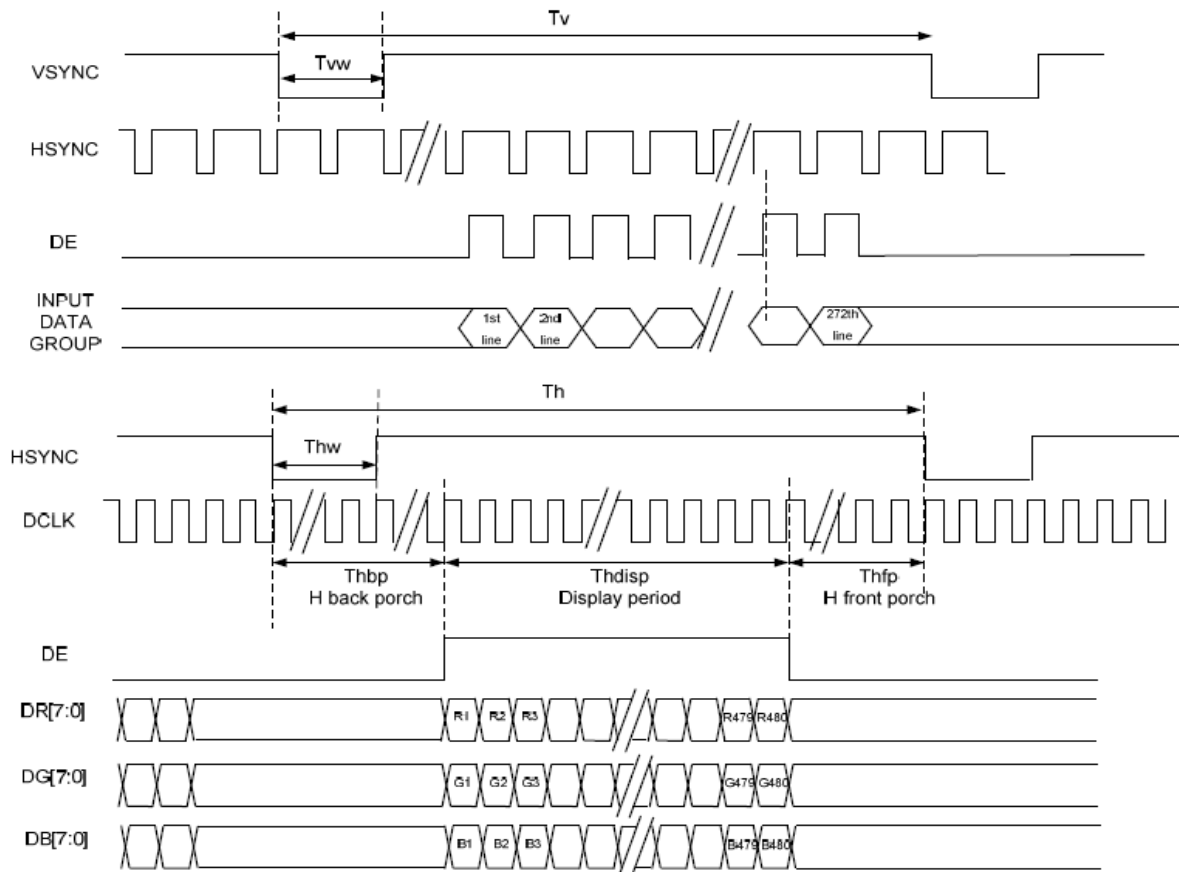 Tv
VSYNC
Tvw
HSYNC
DE
INPUT
DATA
GROUP
1st
line
2nd
line
272th
line
Th
HSYNC
Thw
DCLK
Thbp
H back porch
Thdisp
Display period
Thfp
H front porch
DE
DR[7:0]
R1 R2 R3 R479 R480
DG[7:0]
G1 G2 G3 G479 G480
DB[7:0]
B1 B2 B3 B479 B480